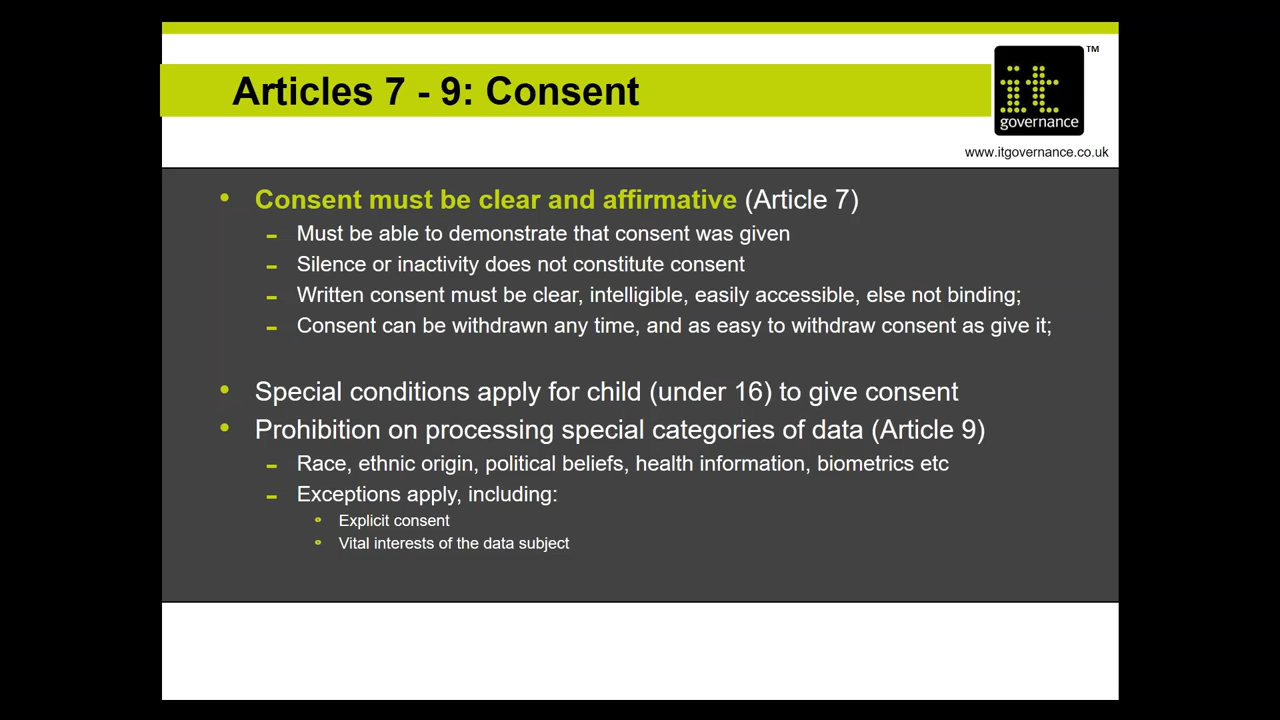 Articles 7 - 9: Consent
TM
it
governance
www.itgovernance.co.uk
• Consent must be clear and affirmative (Article 7)
– Must be able to demonstrate that consent was given
– Silence or inactivity does not constitute consent
– Written consent must be clear, intelligible, easily accessible, else not binding;
– Consent can be withdrawn any time, and as easy to withdraw consent as give it;
• Special conditions apply for child (under 16) to give consent
• Prohibition on processing special categories of data (Article 9)
– Race, ethnic origin, political beliefs, health information, biometrics etc
– Exceptions apply, including:
• Explicit consent
• Vital interests of the data subject